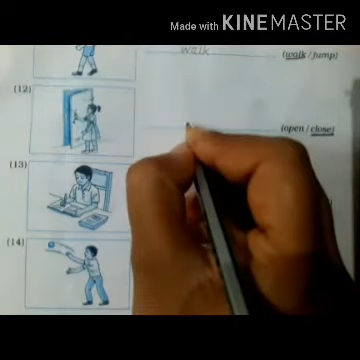 Made with KINEMASTER
walk
(walk / jump)
(12)
(open / close)
(13)
(14)